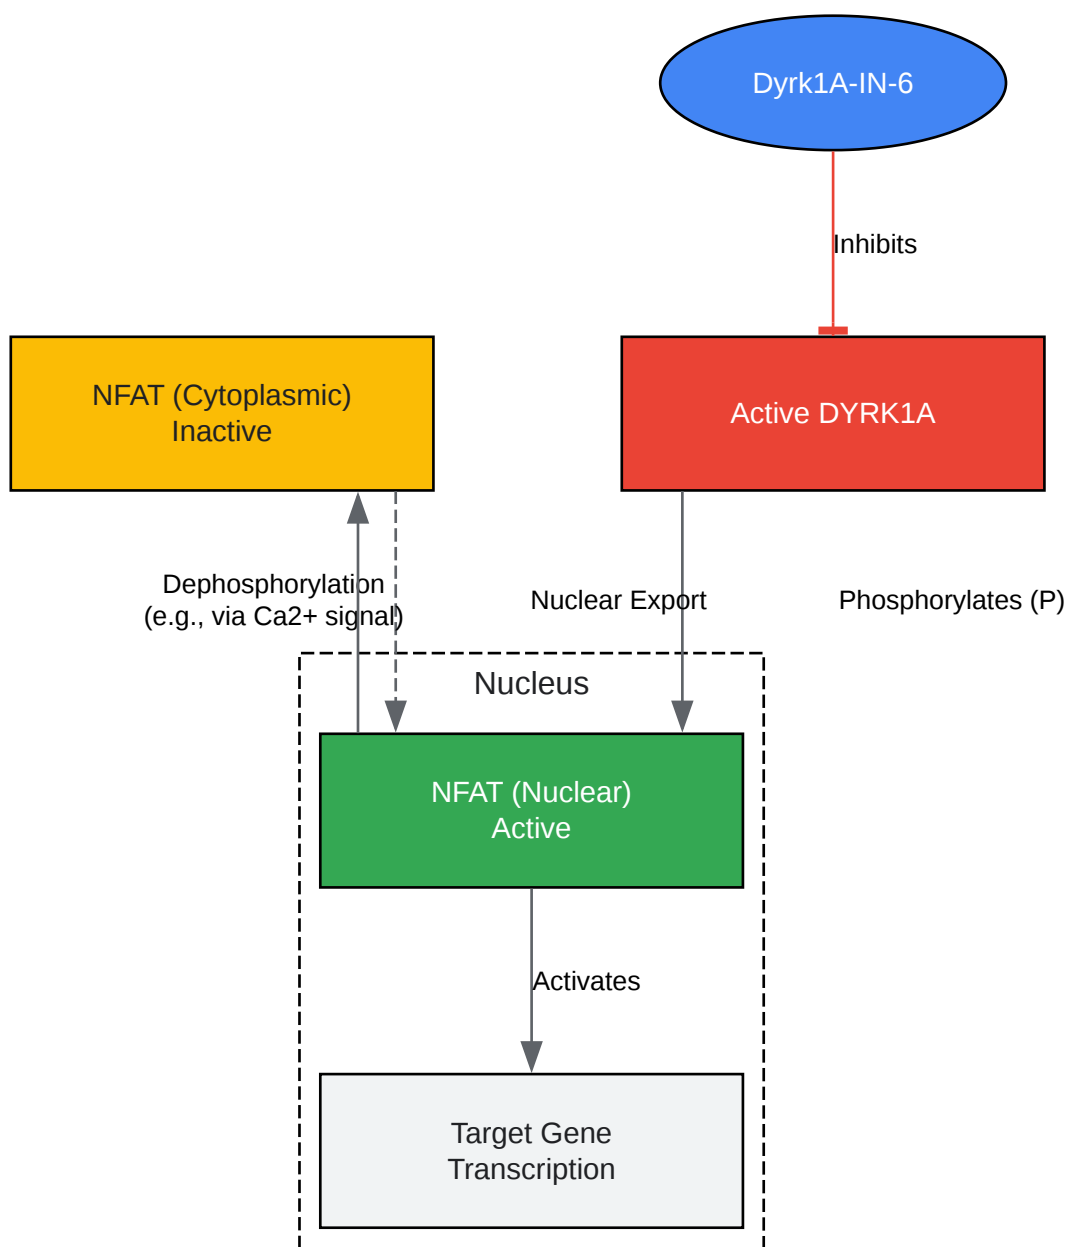 Dyrk1A-IN-6
Inhibits
NFAT (Cytoplasmic)
Inactive
Active DYRK1A
Dephosphorylation
(e.g., via Ca2+ signal)
Nuclear Export
Phosphorylates (P)
Nucleus
NFAT (Nuclear)
Active
Activates
Target Gene
Transcription